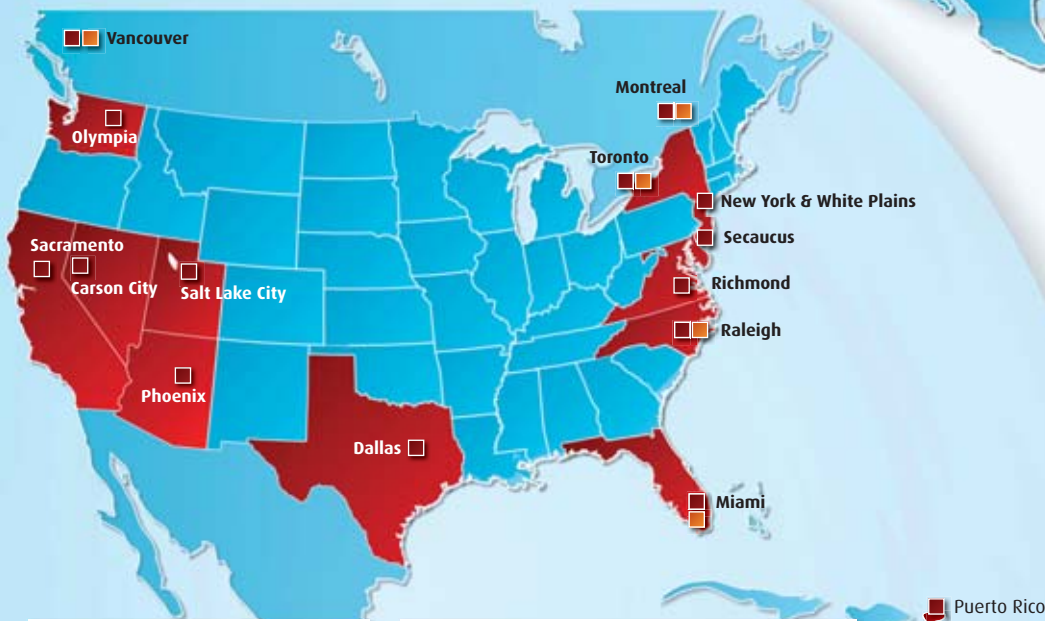 Vancouver
Montreal
Olympia
Toronto
New York & White Plains
Secaucus
Sacramento
Carson City
Salt Lake City
Richmond
Raleigh
Phoenix
Dallas
Miami
Puerto Rico